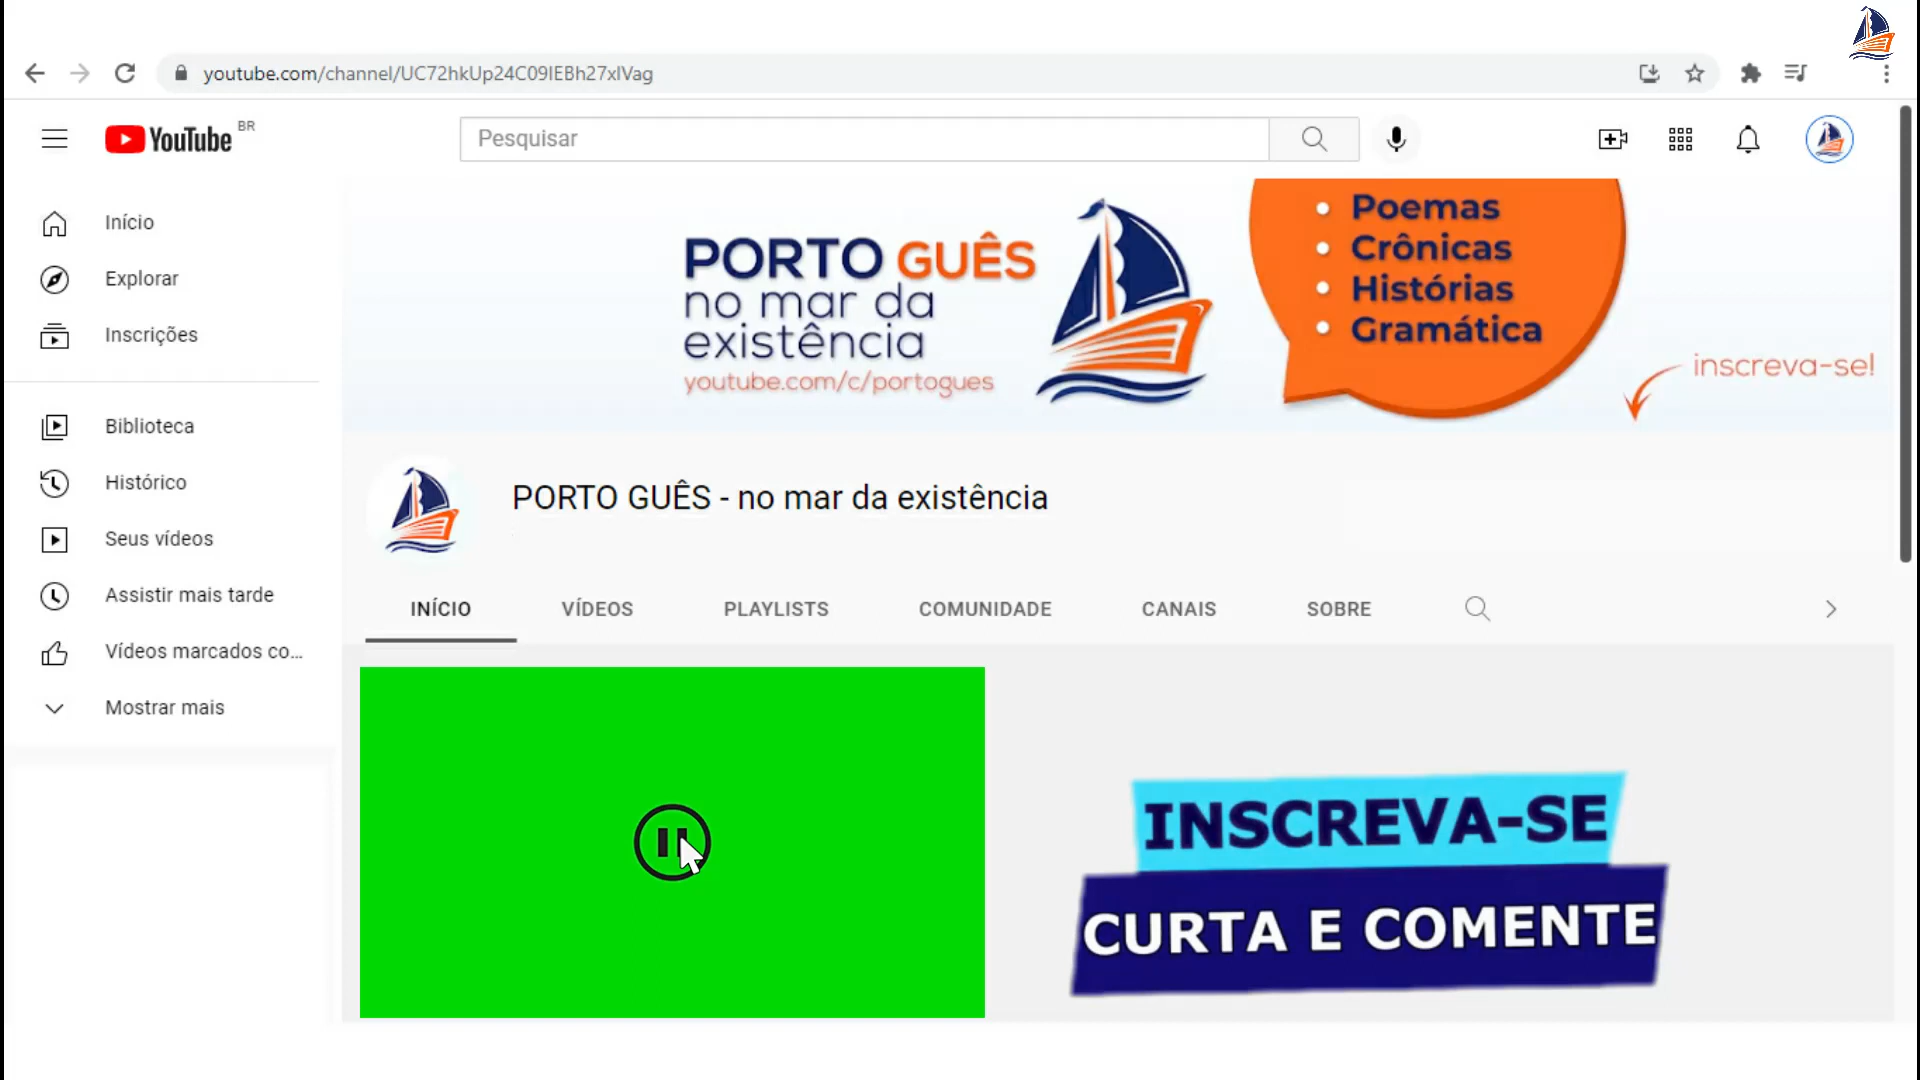 youtube.com/channel/UC72hkUp24C09IEBh27xIVag
YouTube BR
Pesquisar
Início
Explorar
Inscrições
Biblioteca
Histórico
Seus vídeos
Assistir mais tarde
Vídeos marcados co...
Mostrar mais
PORTO GUÊS
no mar da
existência
youtube.com/c/portogues
Poemas
Crônicas
Histórias
Gramática
inscreva-se!
PORTO GUÊS - no mar da existência
INÍCIO VÍDEOS PLAYLISTS COMUNIDADE CANAIS SOBRE
INSCREVA-SE
CURTA E COMENTE